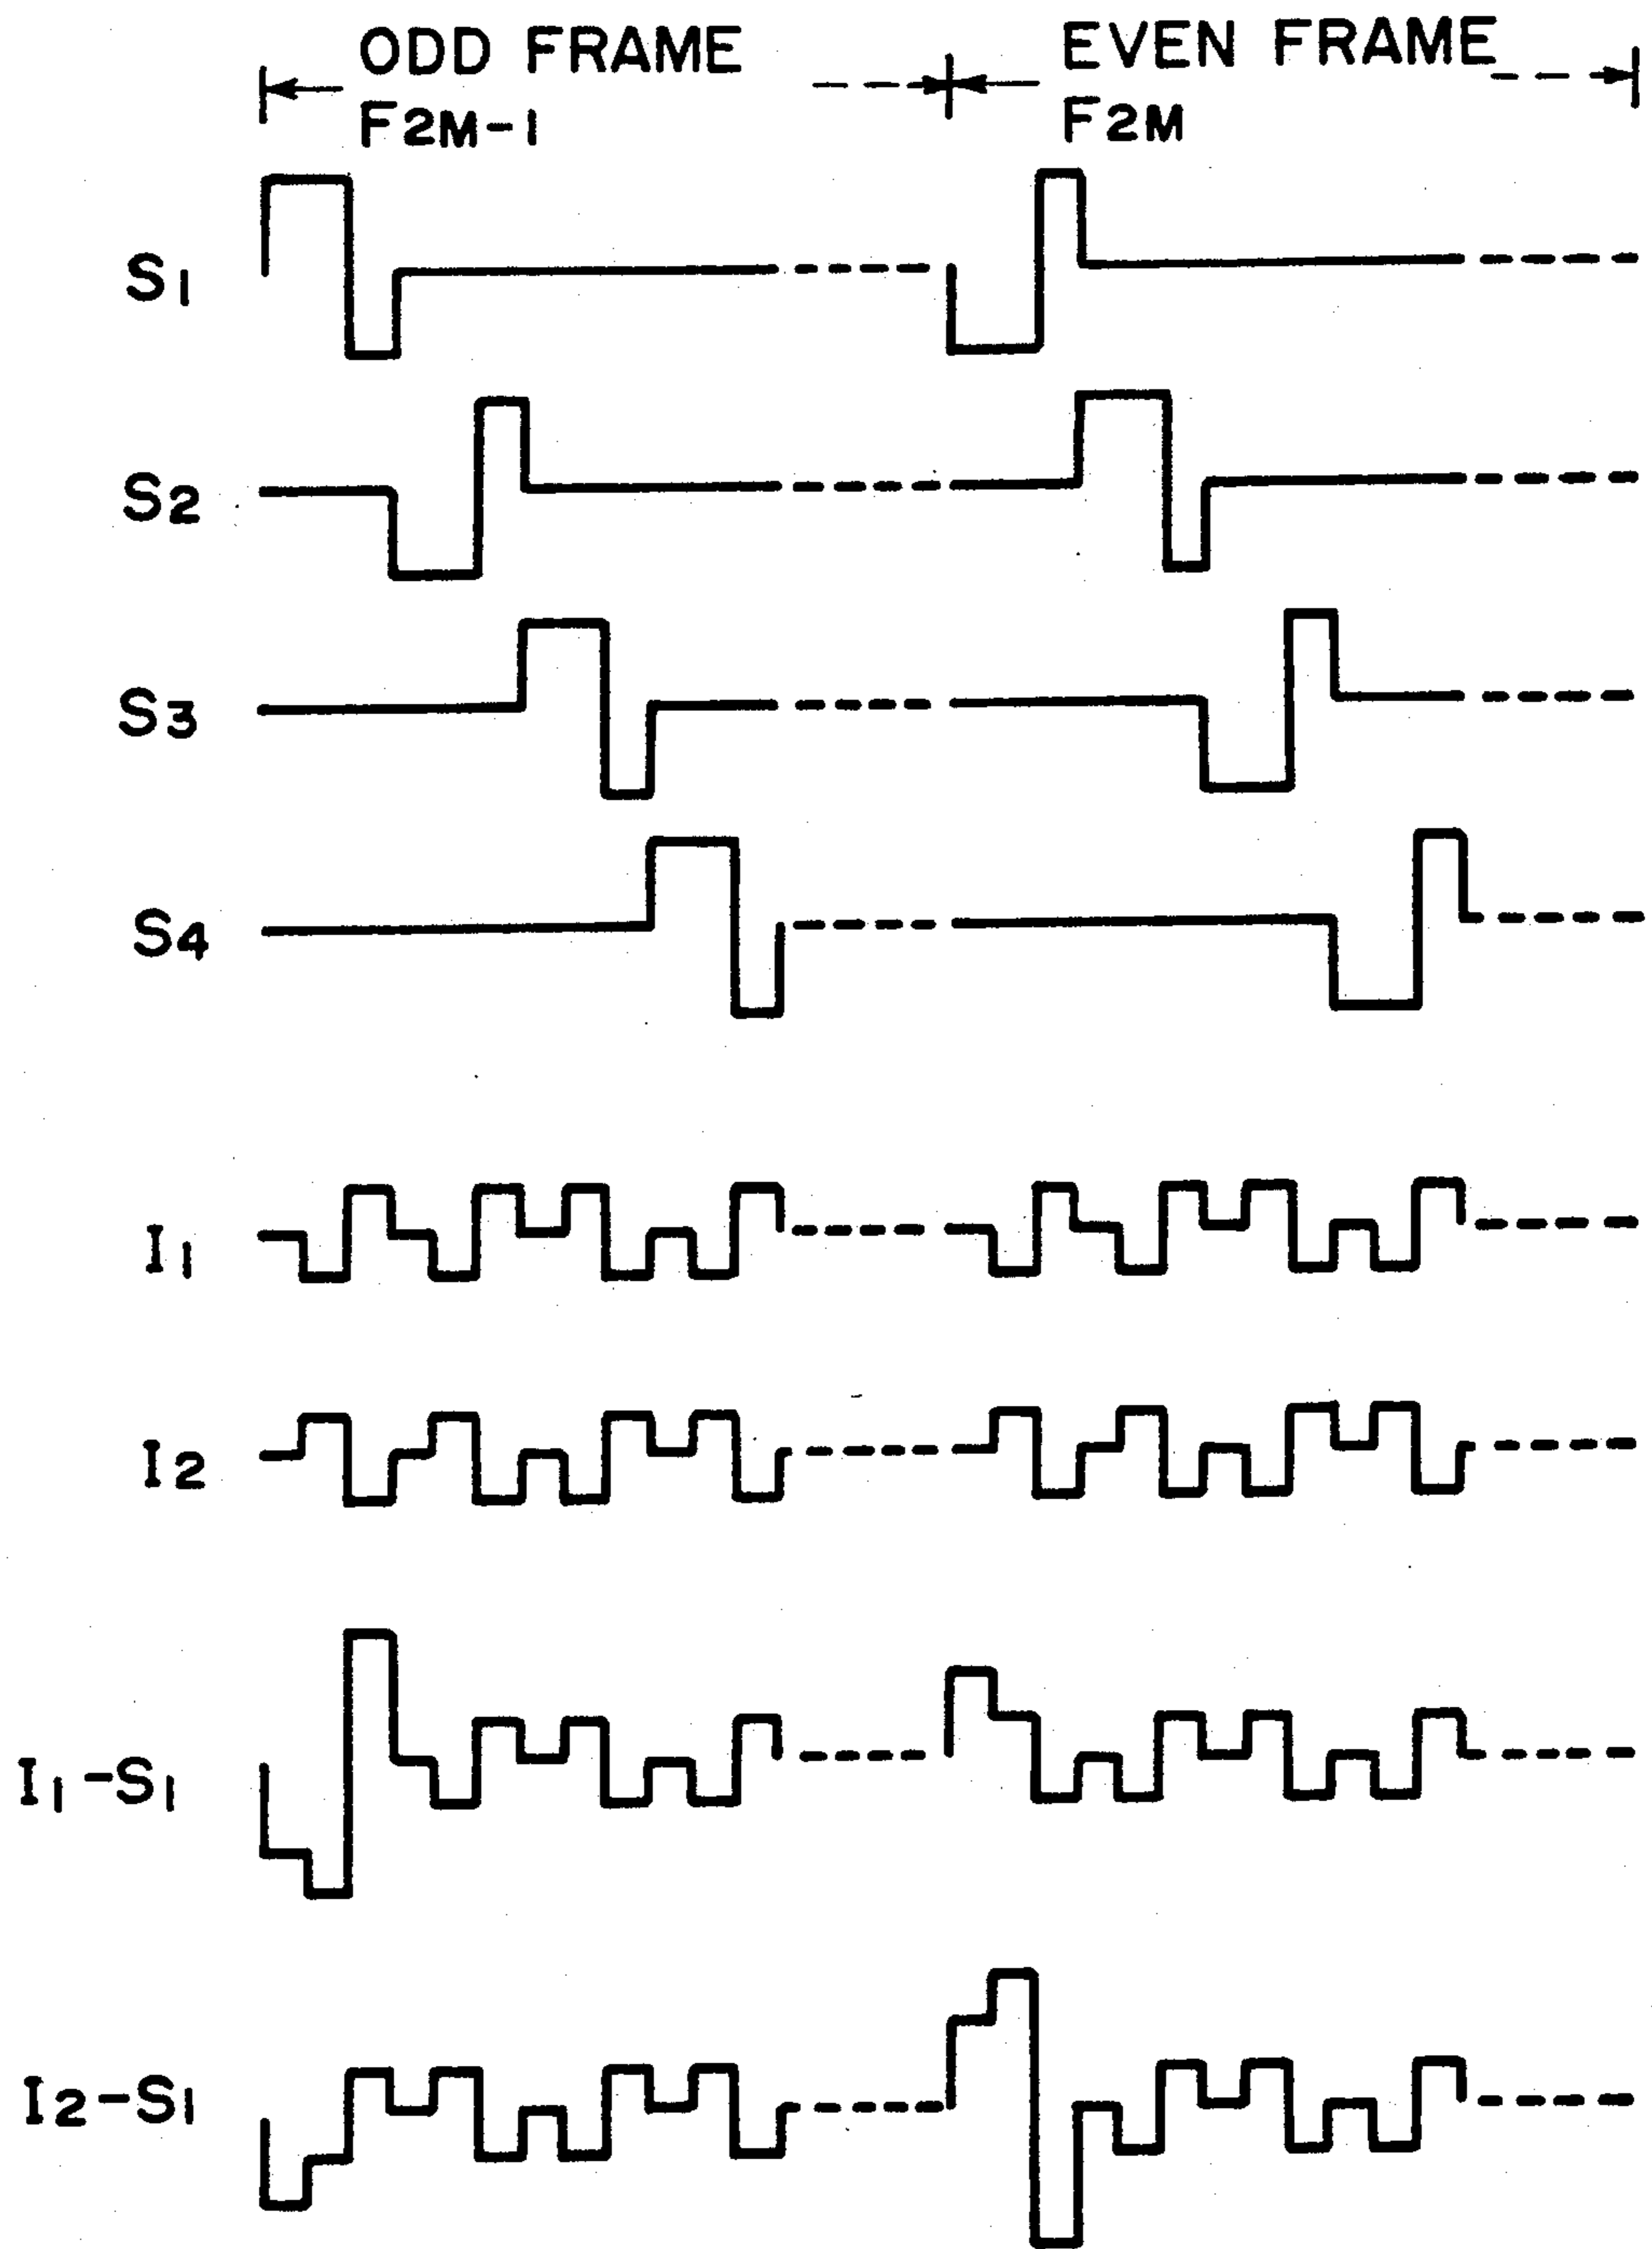 ODD FRAME
F2M-1
EVEN FRAME
F2M
S1
S2
S3
S4
I1
I2
I1-S1
I2-S1